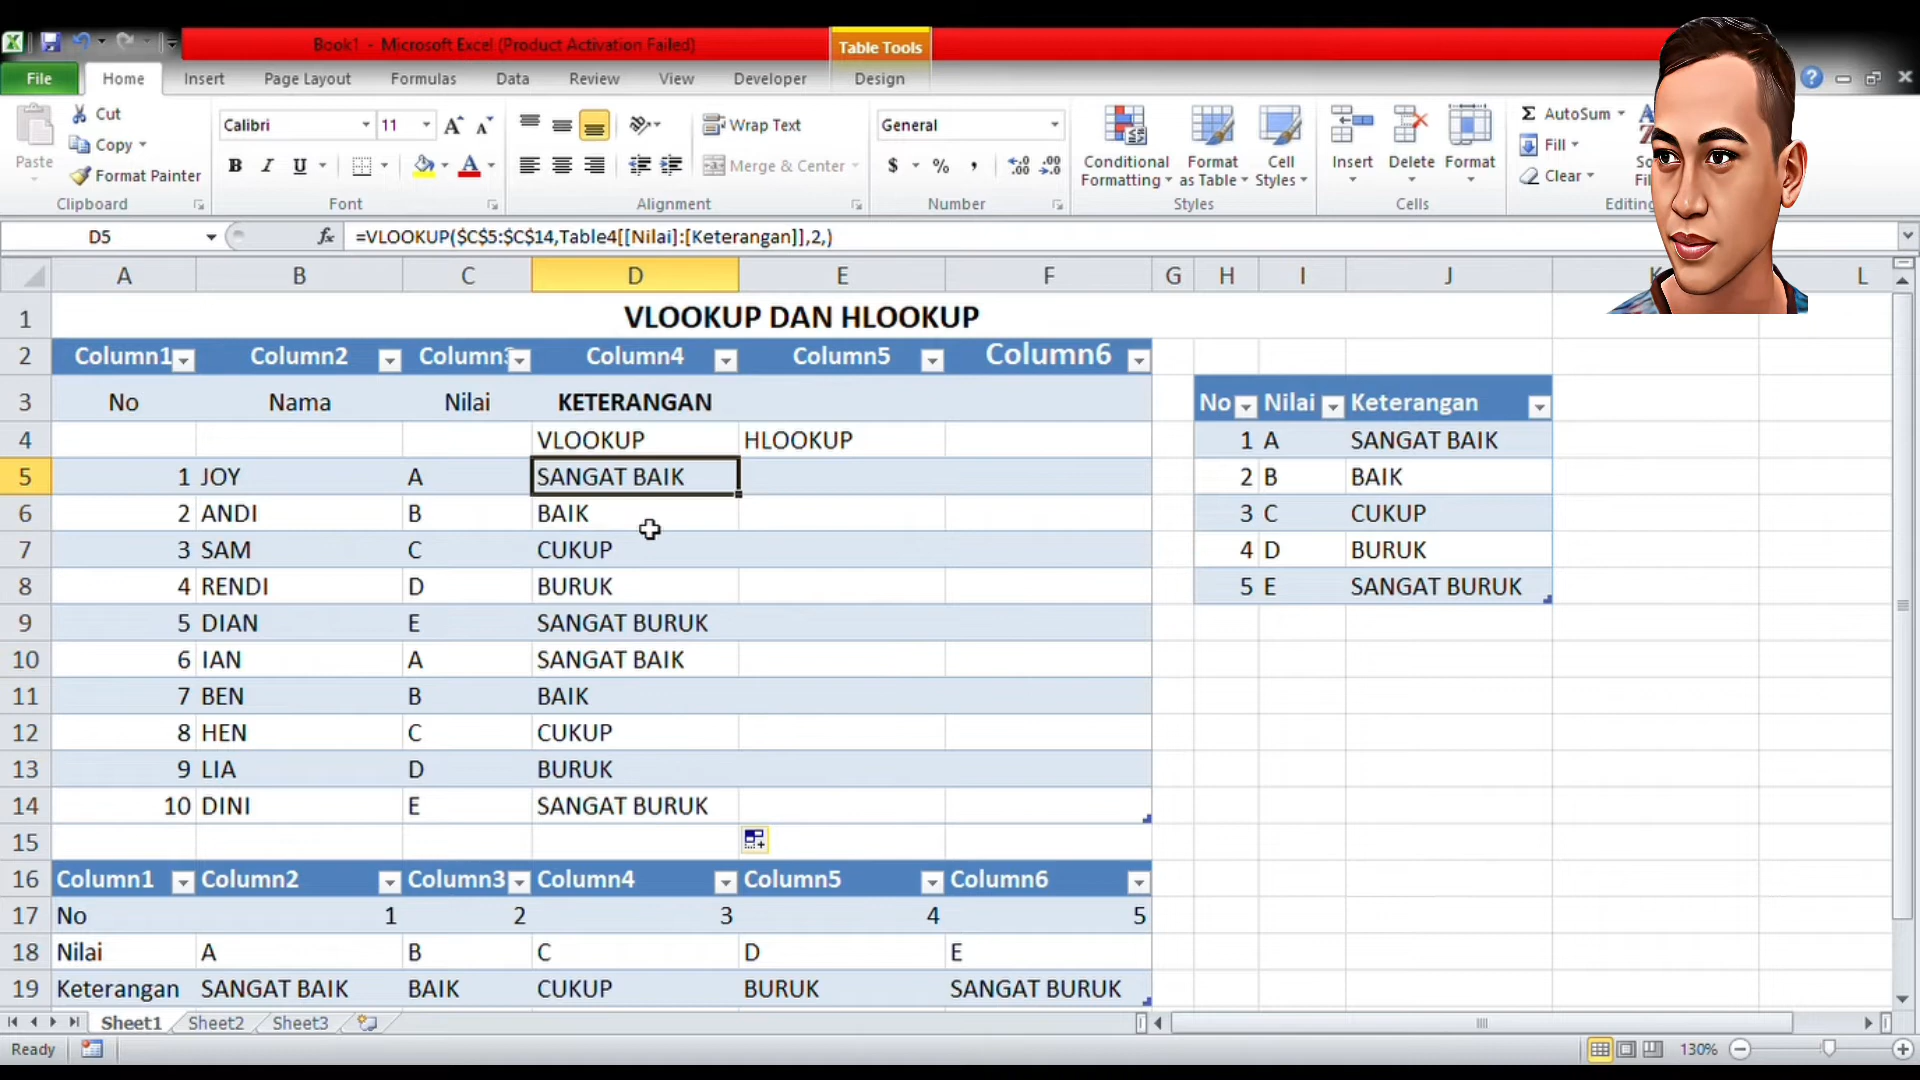 Book1 - Microsoft Excel (Product Activation Failed)
Table Tools
File Home Insert Page Layout Formulas Data Review View Developer Design
Paste
Cut
Copy
Format Painter
Clipboard
Calibri 11
B I U A
Font
Wrap Text
Merge & Center
Alignment
General
$ % ,
Number
Conditional Formatting
Format as Table
Cell Styles
Styles
Insert Delete Format
Cells
Σ AutoSum
Fill
Clear
Editing
D5 fx =VLOOKUP($C$5:$C$14,Table4[[Nilai]:[Keterangan]],2,)
A B C D E F G H I J K L
1 VLOOKUP DAN HLOOKUP
2 Column1 Column2 Column3 Column4 Column5 Column6
3 No Nama Nilai KETERANGAN No Nilai Keterangan
4 VLOOKUP HLOOKUP 1 A SANGAT BAIK
5 1 JOY A SANGAT BAIK 2 B BAIK
6 2 ANDI B BAIK 3 C CUKUP
7 3 SAM C CUKUP 4 D BURUK
8 4 RENDI D BURUK 5 E SANGAT BURUK
9 5 DIAN E SANGAT BURUK
10 6 IAN A SANGAT BAIK
11 7 BEN B BAIK
12 8 HEN C CUKUP
13 9 LIA D BURUK
14 10 DINI E SANGAT BURUK
15
16 Column1 Column2 Column3 Column4 Column5 Column6
17 No 1 2 3 4 5
18 Nilai A B C D E
19 Keterangan SANGAT BAIK BAIK CUKUP BURUK SANGAT BURUK
Sheet1 Sheet2 Sheet3
Ready 130%